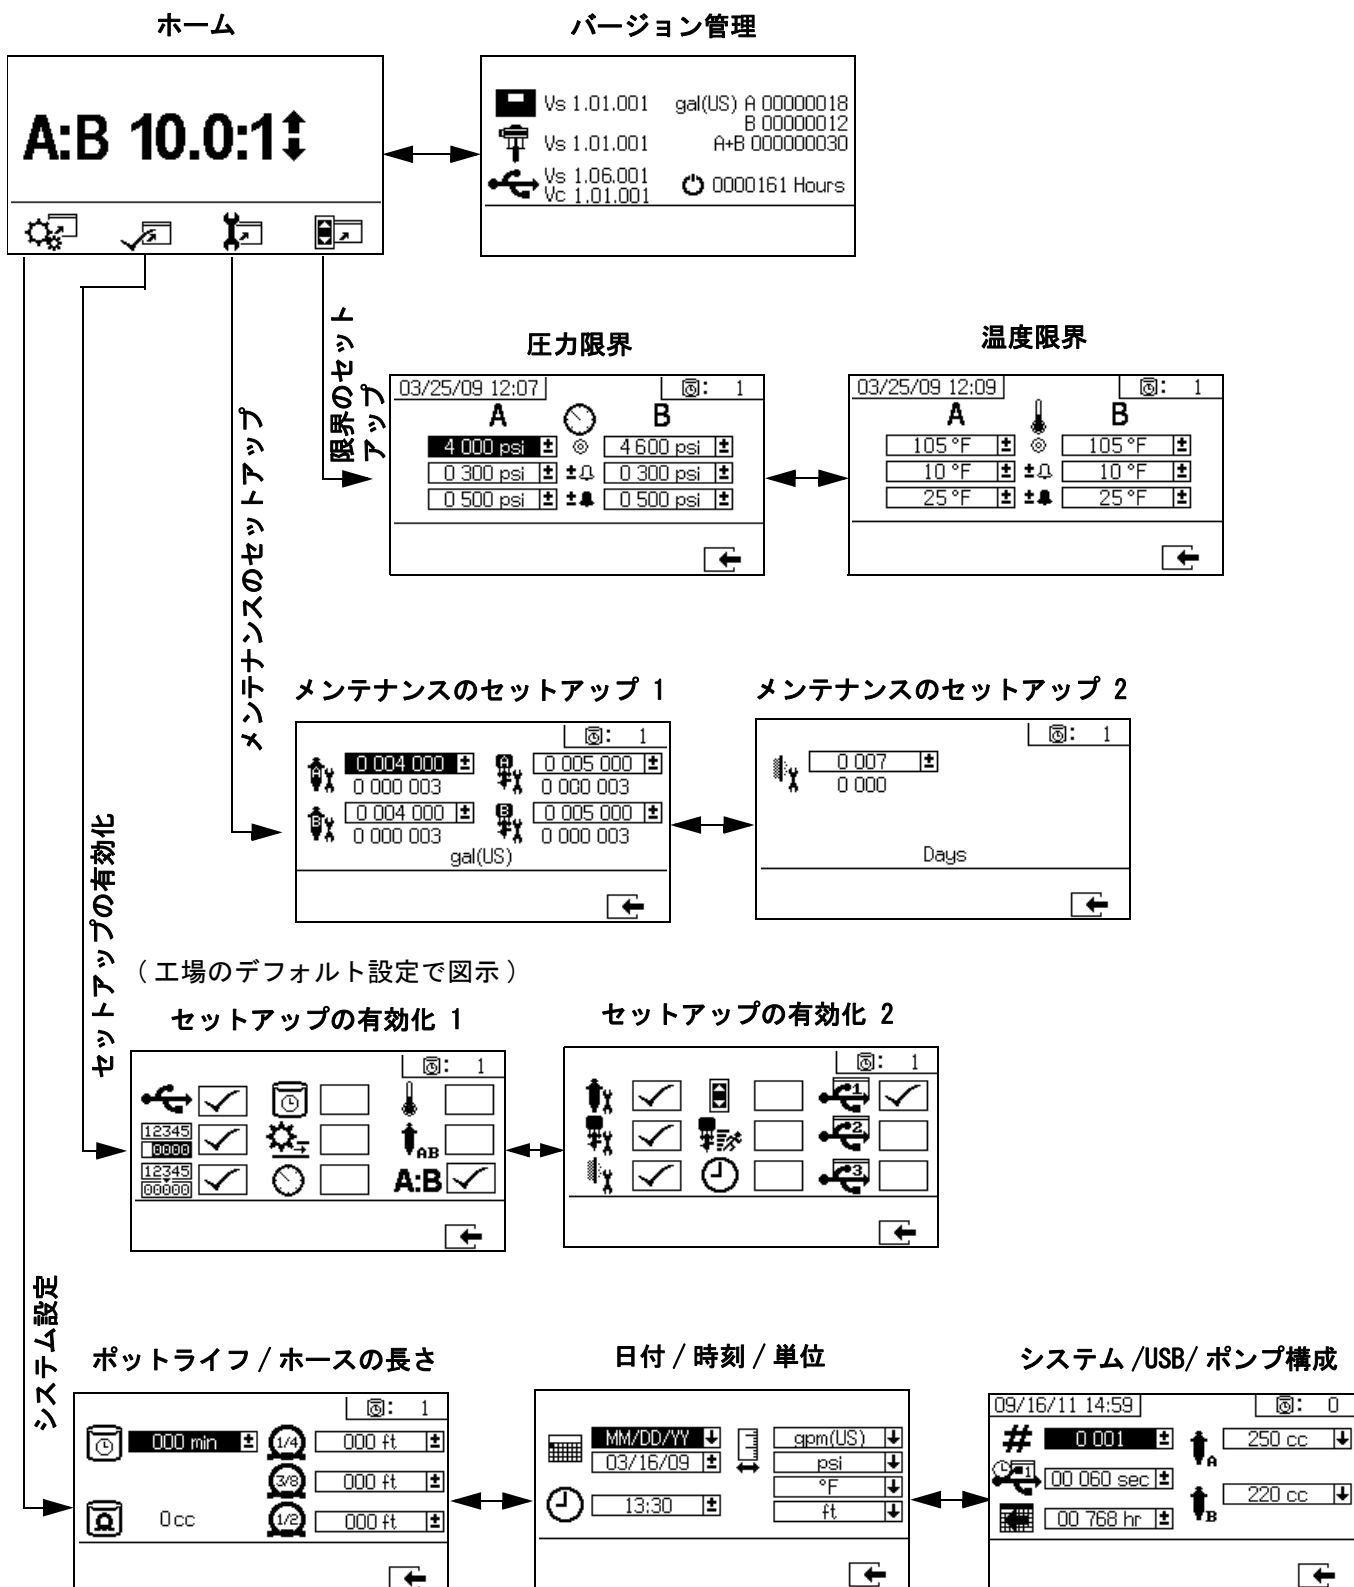 ホーム
A:B 10.0:1
バージョン管理
Vs 1.01.001 gal(US) A 00000018
B 00000012
Vs 1.01.001 A+B 000000030
Vs 1.06.001
Vc 1.01.001 0000161 Hours
限界のセット
アップ
圧力限界
03/25/09 12:07 : 1
A B
4 000 psi 4 600 psi
0 300 psi 0 300 psi
0 500 psi 0 500 psi
温度限界
03/25/09 12:09 : 1
A B
105 °F 105 °F
10 °F 10 °F
25 °F 25 °F
メンテナンスのセットアップ
メンテナンスのセットアップ 1
: 1
A 0 004 000 A 0 005 000
0 000 003 0 000 003
B 0 004 000 B 0 005 000
0 000 003 0 000 003
gal(US)
メンテナンスのセットアップ 2
: 1
0 007
0 000
Days
セットアップの有効化
( 工場のデフォルト設定で図示 )
セットアップの有効化 1
: 1
12345
0000
AB
12345
00000
A:B
セットアップの有効化 2
: 1
1
2
3
システム設定
ポットライフ / ホースの長さ
: 1
000 min 1/4 000 ft
3/8 000 ft
0 cc 1/2 000 ft
日付 / 時刻 / 単位
MM/DD/YY gpm(US)
03/16/09 psi
°F
13:30 ft
システム /USB/ ポンプ構成
09/16/11 14:59 : 0
# 0 001 A 250 cc
1 00 060 sec
00 768 hr B 220 cc